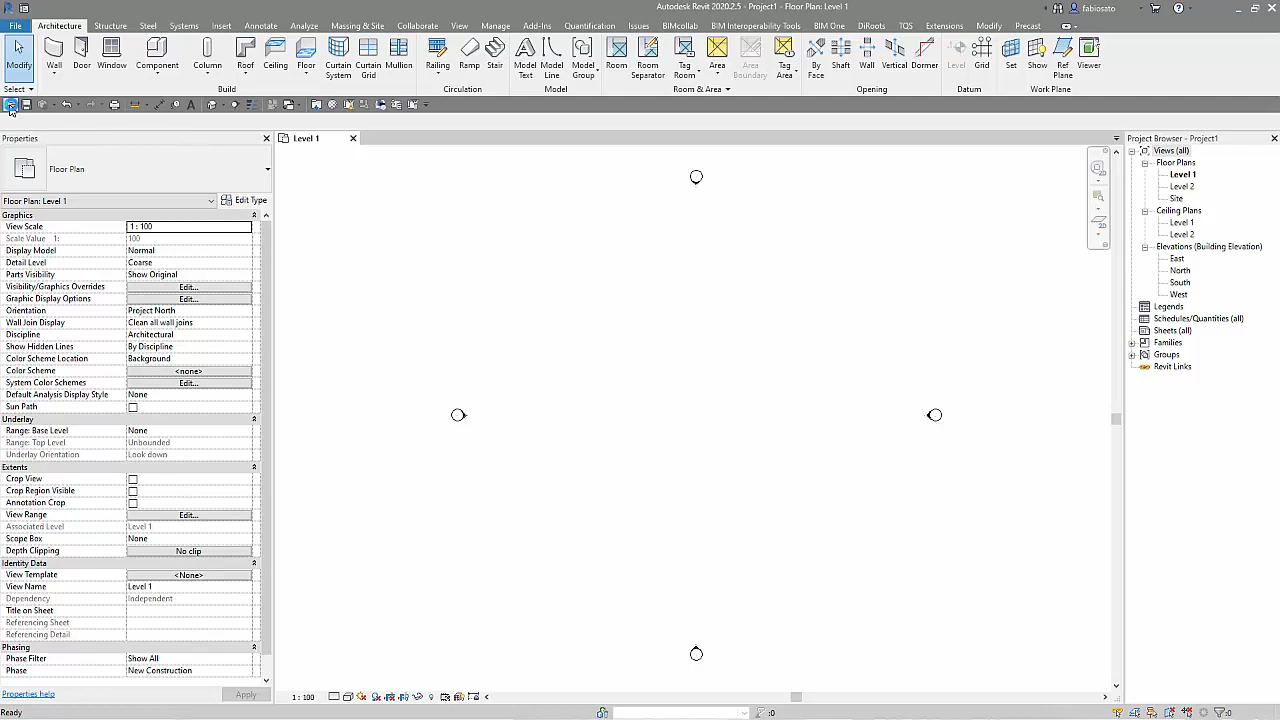 Autodesk Revit 2020.2.5 - Project1 - Floor Plan: Level 1
fabiosato
File Architecture Structure Steel Systems Insert Annotate Analyze Massing & Site Collaborate View Manage Add-Ins Quantification Issues BIMcollab BIM Interoperability Tools BIM One DiRoots TQS Extensions Modify Precast
Modify Wall Door Window Component Column Roof Ceiling Floor Curtain System Curtain Grid Mullion Railing Ramp Stair Model Text Model Line Model Group Room Room Separator Tag Room Area Area Boundary Tag Area By Face Shaft Wall Vertical Dormer Level Grid Set Show Ref Plane Viewer
Select Build Circulation Model Room & Area Opening Datum Work Plane
Properties
Floor Plan
Floor Plan: Level 1 Edit Type
Graphics
View Scale 1 : 100
Scale Value 1: 100
Display Model Normal
Detail Level Coarse
Parts Visibility Show Original
Visibility/Graphics Overrides Edit...
Graphic Display Options Edit...
Orientation Project North
Wall Join Display Clean all wall joins
Discipline Architectural
Show Hidden Lines By Discipline
Color Scheme Location Background
Color Scheme <none>
System Color Schemes Edit...
Default Analysis Display Style None
Sun Path
Underlay
Range: Base Level None
Range: Top Level Unbounded
Underlay Orientation Look down
Extents
Crop View
Crop Region Visible
Annotation Crop
View Range Edit...
Associated Level Level 1
Scope Box None
Depth Clipping No clip
Identity Data
View Template <None>
View Name Level 1
Dependency Independent
Title on Sheet
Referencing Sheet
Referencing Detail
Phasing
Phase Filter Show All
Phase New Construction
Properties help Apply
Ready
Level 1
2D
1 : 100
:0
:0
Project Browser - Project1
Views (all)
Floor Plans
Level 1
Level 2
Site
Ceiling Plans
Level 1
Level 2
Elevations (Building Elevation)
East
North
South
West
Legends
Schedules/Quantities (all)
Sheets (all)
Families
Groups
Revit Links